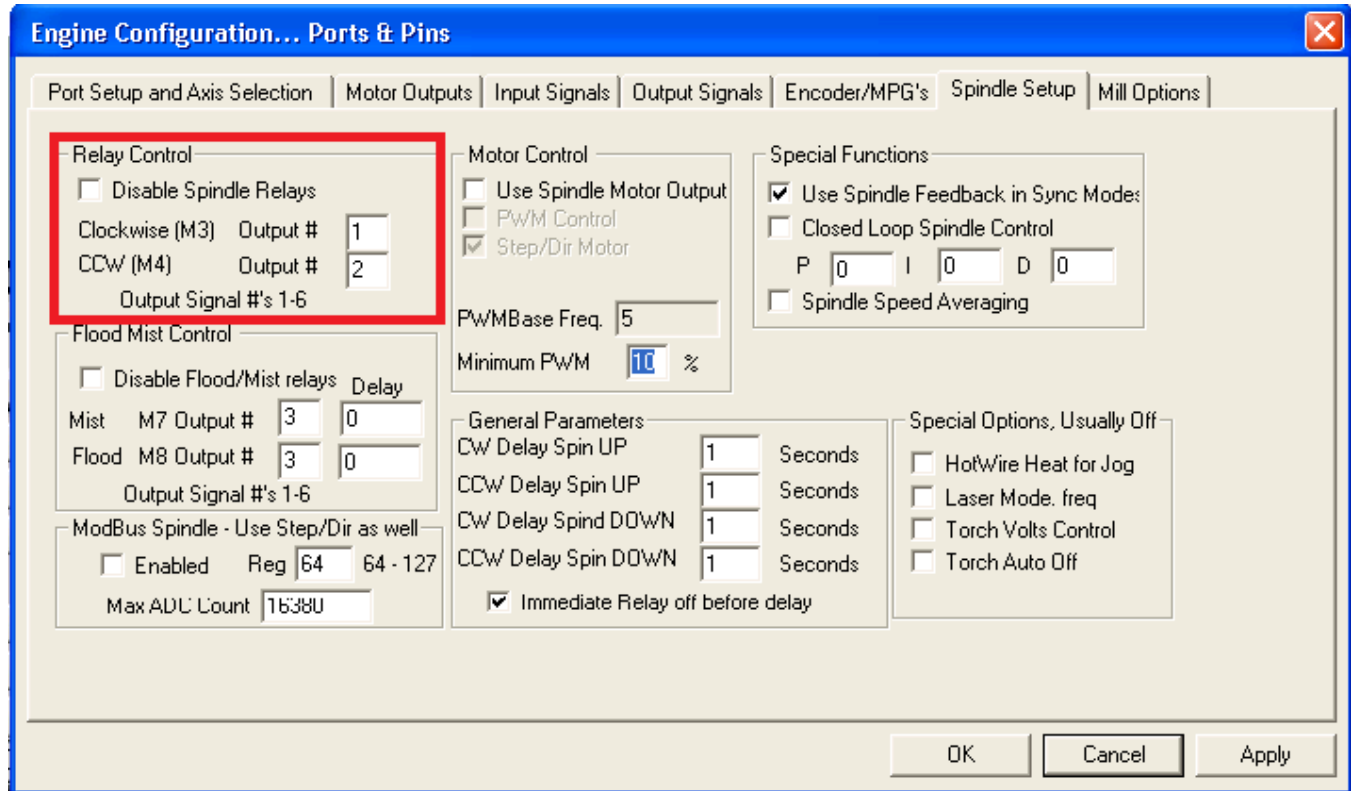 Engine Configuration... Ports & Pins
Port Setup and Axis Selection Motor Outputs Input Signals Output Signals Encoder/MPG's Spindle Setup Mill Options
Relay Control
Disable Spindle Relays
Clockwise (M3) Output # 1
CCW (M4) Output # 2
Output Signal #'s 1-6
Flood Mist Control
Disable Flood/Mist relays Delay
Mist M7 Output # 3 0
Flood M8 Output # 3 0
Output Signal #'s 1-6
ModBus Spindle - Use Step/Dir as well
Enabled Reg 64 64 - 127
Max ADC Count 16380
Motor Control
Use Spindle Motor Output
PWM Control
Step/Dir Motor
PWMBase Freq. 5
Minimum PWM 10 %
General Parameters
CW Delay Spin UP 1 Seconds
CCW Delay Spin UP 1 Seconds
CW Delay Spind DOWN 1 Seconds
CCW Delay Spin DOWN 1 Seconds
Immediate Relay off before delay
Special Functions
Use Spindle Feedback in Sync Modes
Closed Loop Spindle Control
P 0 I 0 D 0
Spindle Speed Averaging
Special Options, Usually Off
HotWire Heat for Jog
Laser Mode. freq
Torch Volts Control
Torch Auto Off
OK Cancel Apply